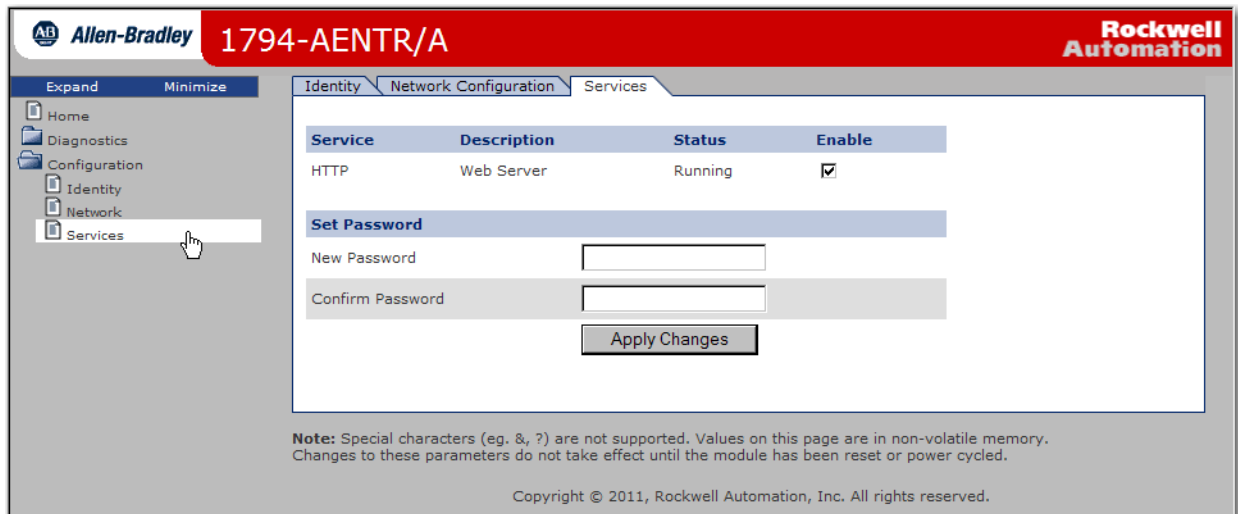 AB Allen-Bradley 1794-AENTR/A Rockwell Automation
Expand Minimize
Home
Diagnostics
Configuration
Identity
Network
Services
Identity Network Configuration Services
Service Description Status Enable
HTTP Web Server Running
Set Password
New Password
Confirm Password
Apply Changes
Note: Special characters (eg. &, ?) are not supported. Values on this page are in non-volatile memory.
Changes to these parameters do not take effect until the module has been reset or power cycled.
Copyright © 2011, Rockwell Automation, Inc. All rights reserved.